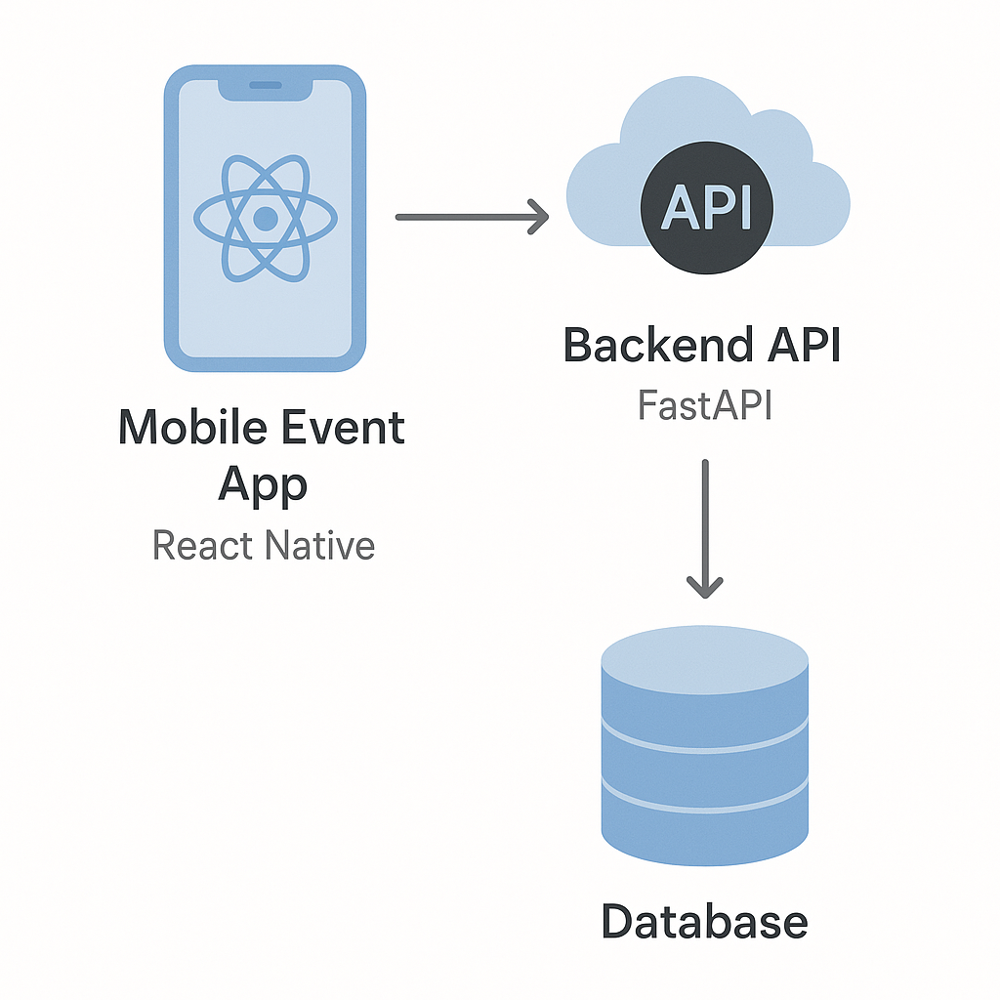 API
Mobile Event
App
React Native
Backend API
FastAPI
Database